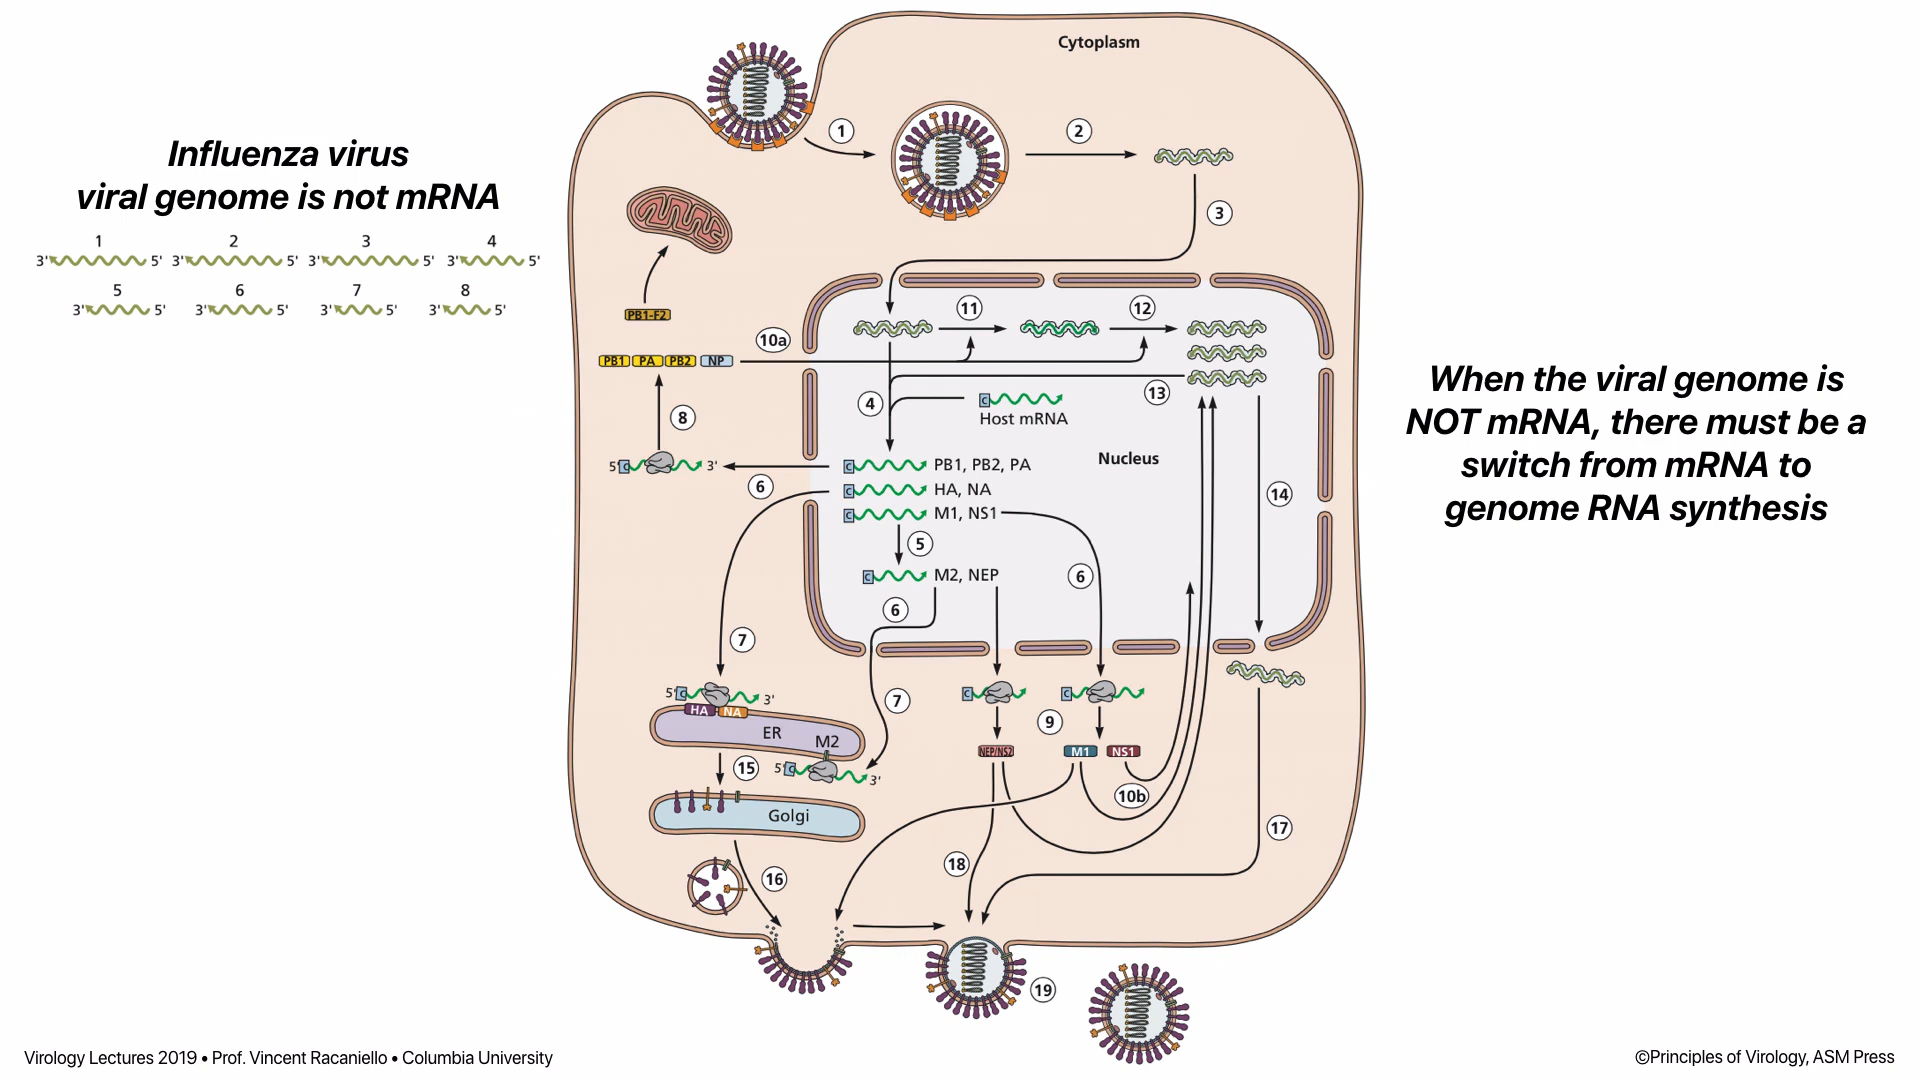 Cytoplasm
Influenza virus
viral genome is not mRNA
1 2 3 4
3' 5' 3' 5' 3' 5' 3' 5'
5 6 7 8
3' 5' 3' 5' 3' 5' 3' 5'
1
2
3
PB1-F2
11
12
10a
PB1 PA PB2 NP
13
4
C
Host mRNA
8
5' C 3'
6
C PB1, PB2, PA
Nucleus
C HA, NA
C M1, NS1
14
5
C M2, NEP
6
6
7
When the viral genome is
NOT mRNA, there must be a
switch from mRNA to
genome RNA synthesis
5' C 3'
HA NA
C
C
7
9
ER
M2
NEP/NS2
M1 NS1
15
5' C 3'
10b
Golgi
17
18
16
19
Virology Lectures 2019 • Prof. Vincent Racaniello • Columbia University
©Principles of Virology, ASM Press